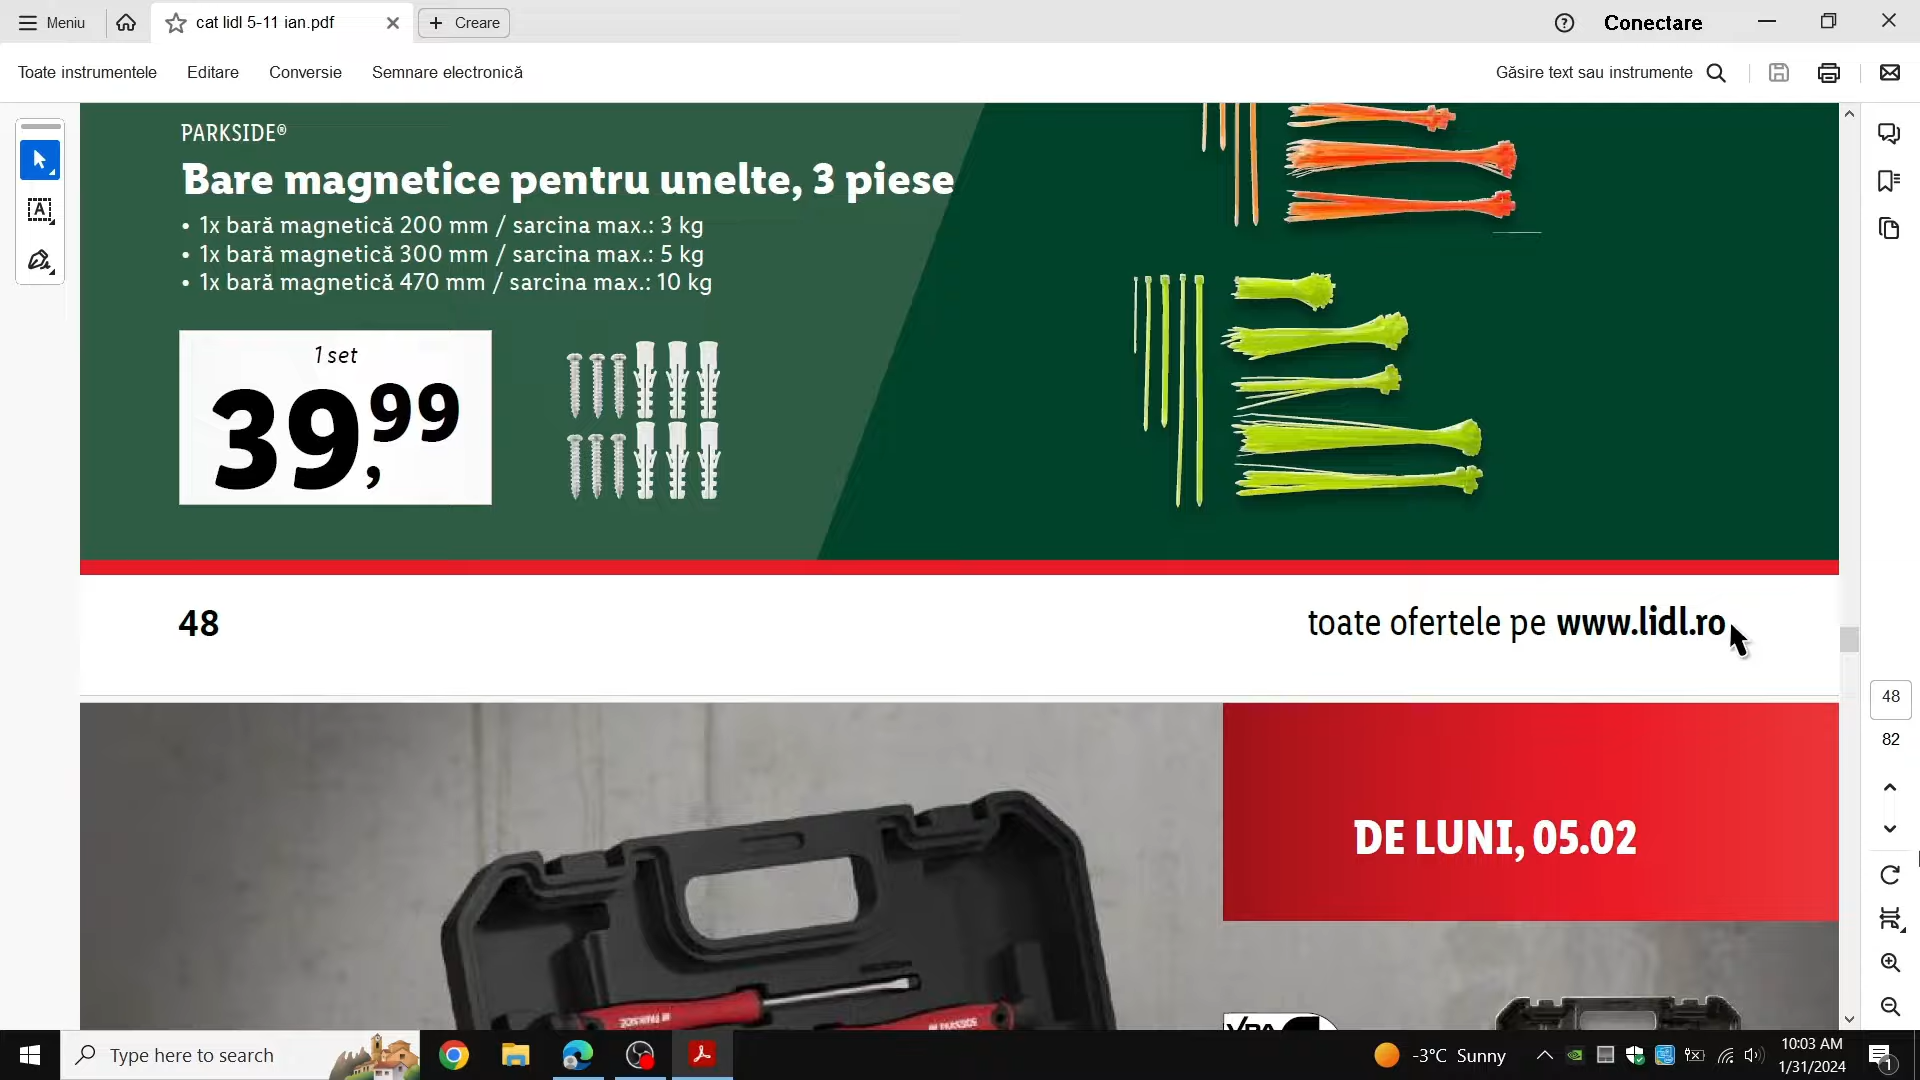 Meniu
cat lidl 5-11 ian.pdf
Creare
Conectare
Toate instrumentele
Editare
Conversie
Semnare electronică
Găsire text sau instrumente
PARKSIDE®
Bare magnetice pentru unelte, 3 piese
• 1x bară magnetică 200 mm / sarcina max.: 3 kg
• 1x bară magnetică 300 mm / sarcina max.: 5 kg
• 1x bară magnetică 470 mm / sarcina max.: 10 kg
1 set
39,99
48
toate ofertele pe www.lidl.ro
48
82
DE LUNI, 05.02
PARKSIDE
PARKSIDE
Type here to search
-3°C Sunny
10:03 AM
1/31/2024
1